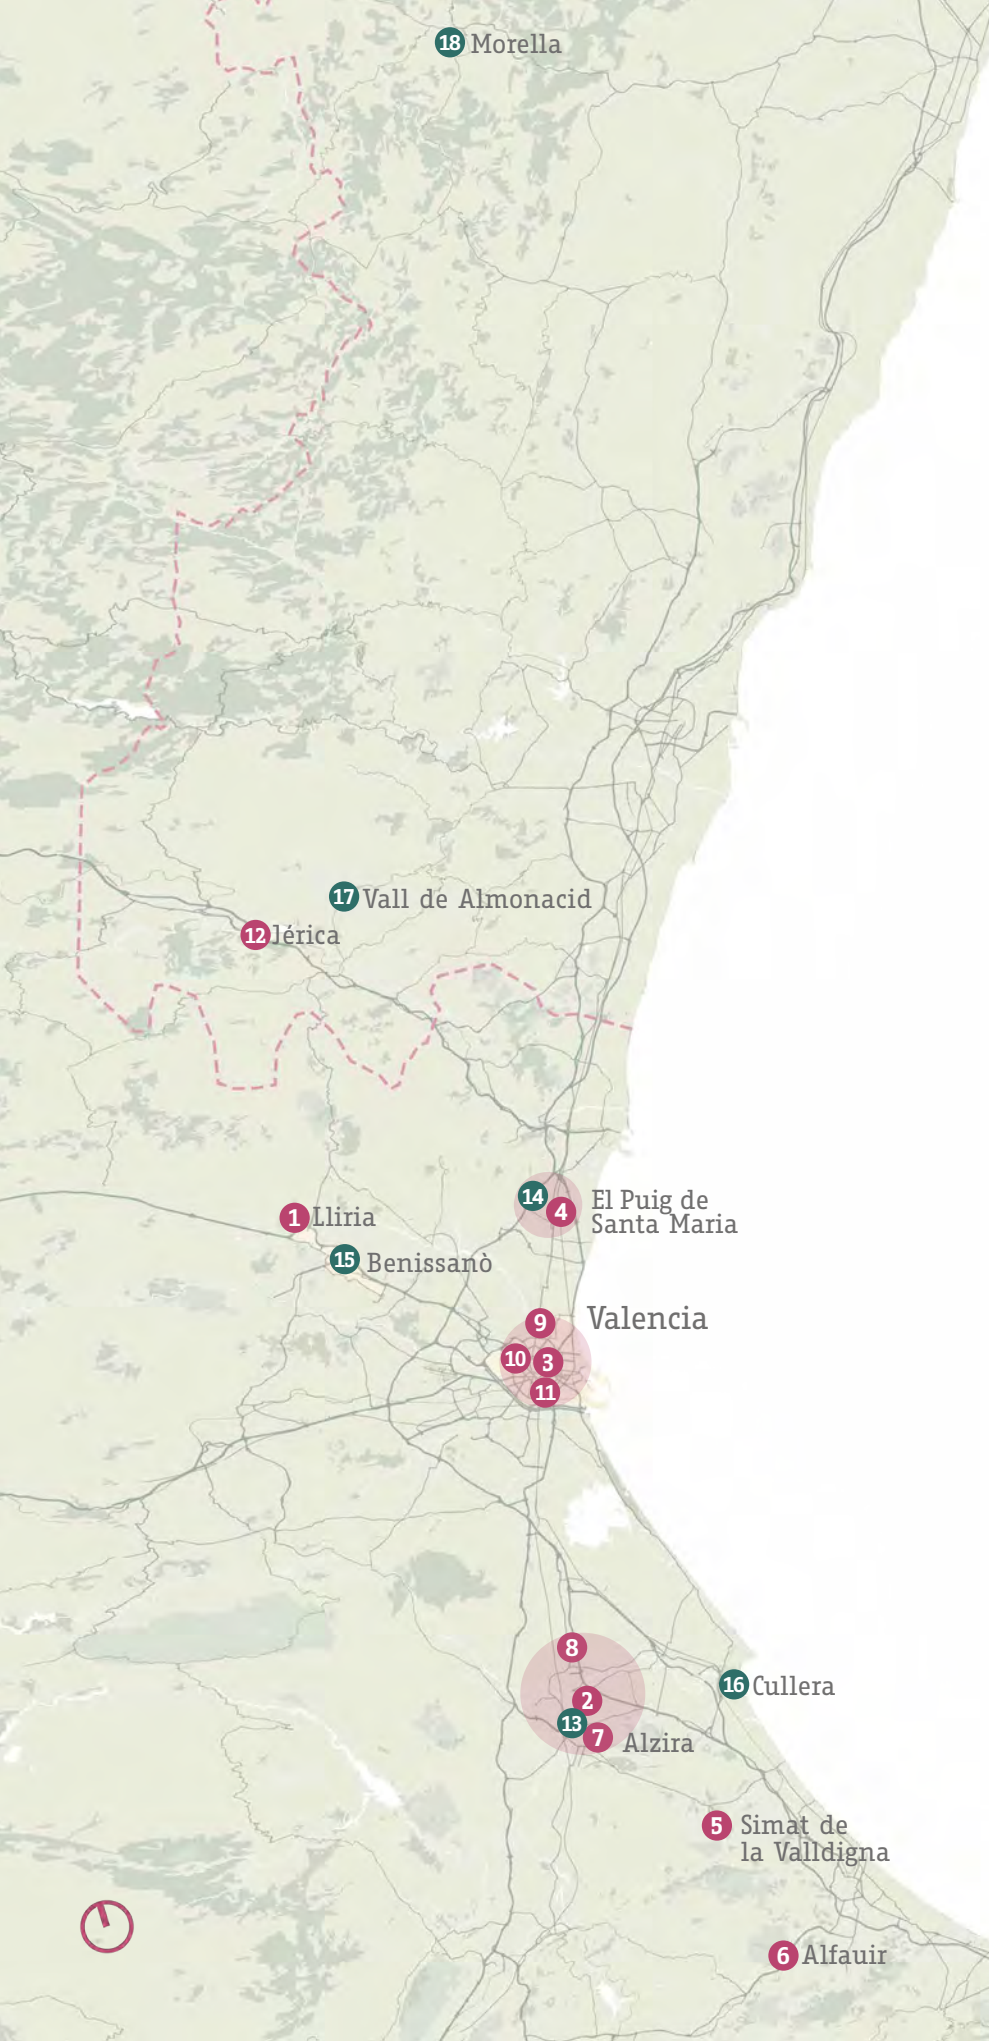 18 Morella
17 Vall de Almonacid
12 Jérica
14
4
El Puig de
Santa Maria
1 Lliria
15 Benissanò
9
Valencia
10
3
11
8
2
13
7
Alzira
16 Cullera
5
Simat de
la Valldigna
6 Alfauir